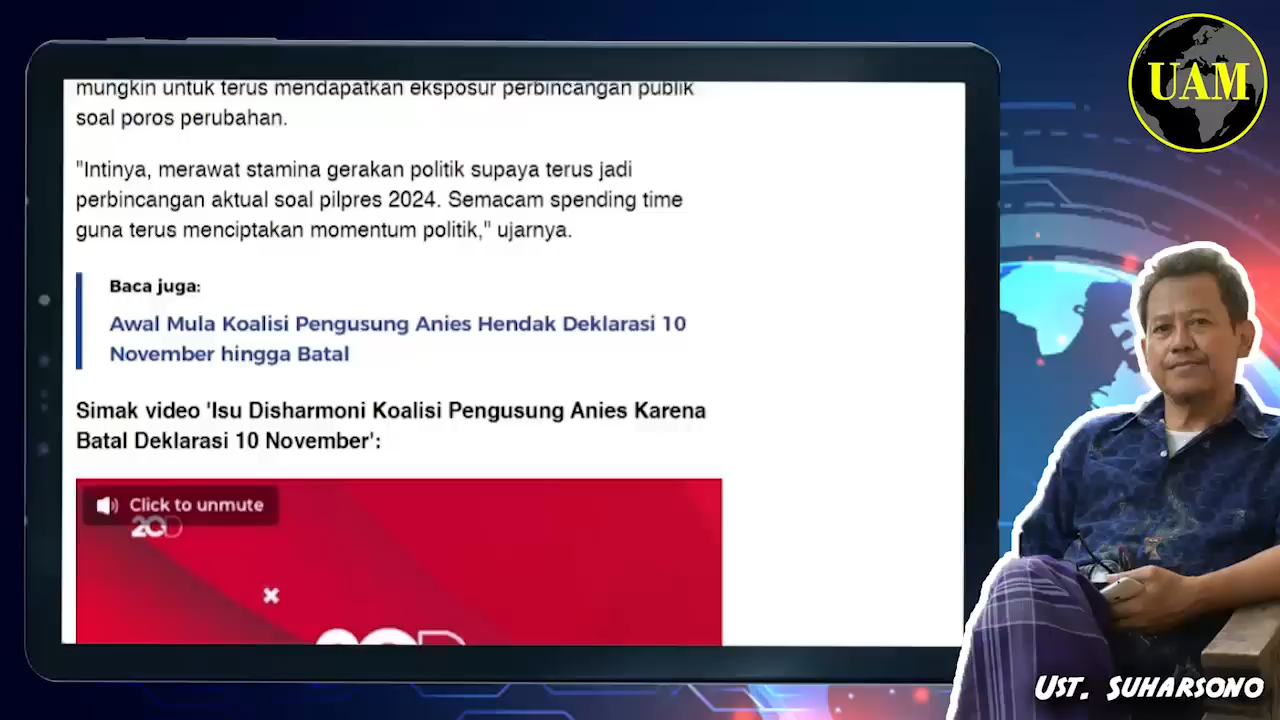 UAM
mungkin untuk terus mendapatkan eksposur perbincangan publik
soal poros perubahan.
"Intinya, merawat stamina gerakan politik supaya terus jadi
perbincangan aktual soal pilpres 2024. Semacam spending time
guna terus menciptakan momentum politik," ujarnya.
Baca juga:
Awal Mula Koalisi Pengusung Anies Hendak Deklarasi 10
November hingga Batal
Simak video 'Isu Disharmoni Koalisi Pengusung Anies Karena
Batal Deklarasi 10 November':
Click to unmute
20D
20D
UST. SUHARSONO